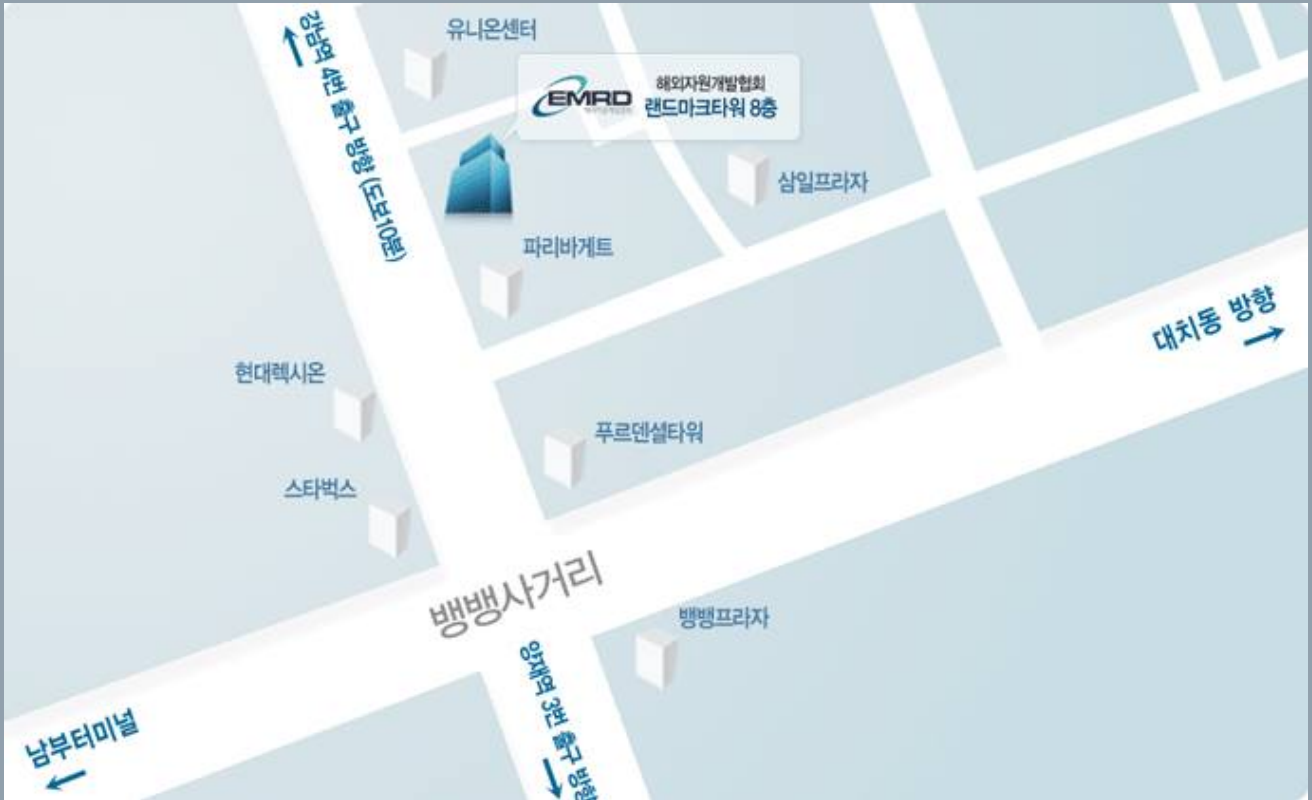 유니온센터
강남역 4번 출구 방향 (도보10분)
EMRD
해외자원개발협회
랜드마크타워 8층
삼일프라자
파리바게트
대치동 방향
현대렉시온
푸르덴셜타워
스타벅스
뱅뱅사거리
뱅뱅프라자
양재역 3번 출구 방향
남부터미널